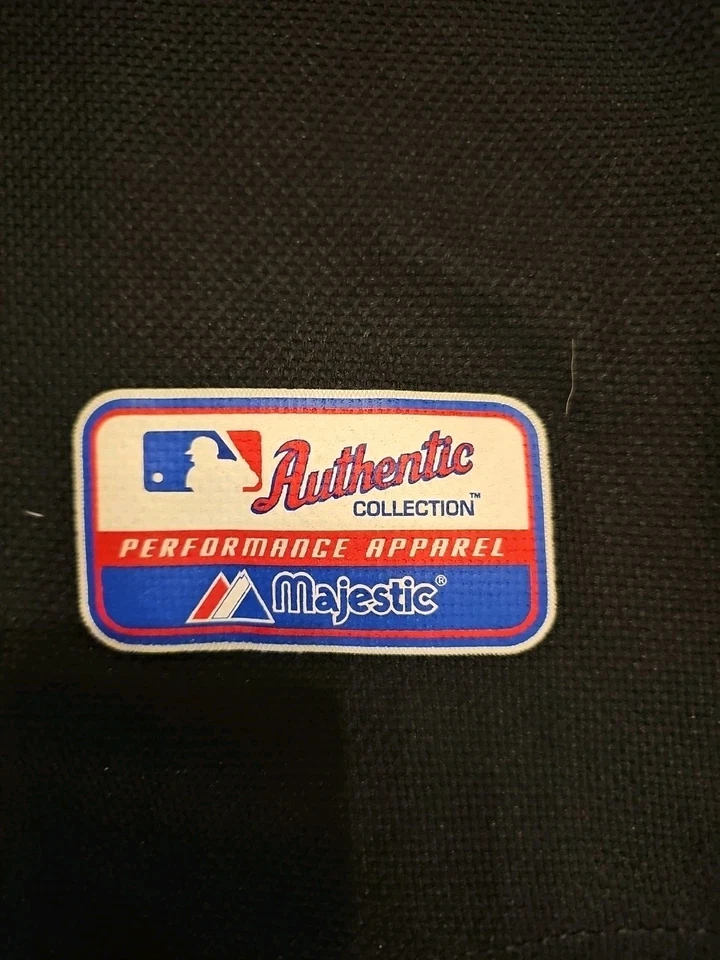 Authentic
COLLECTION™
PERFORMANCE APPAREL
Majestic®